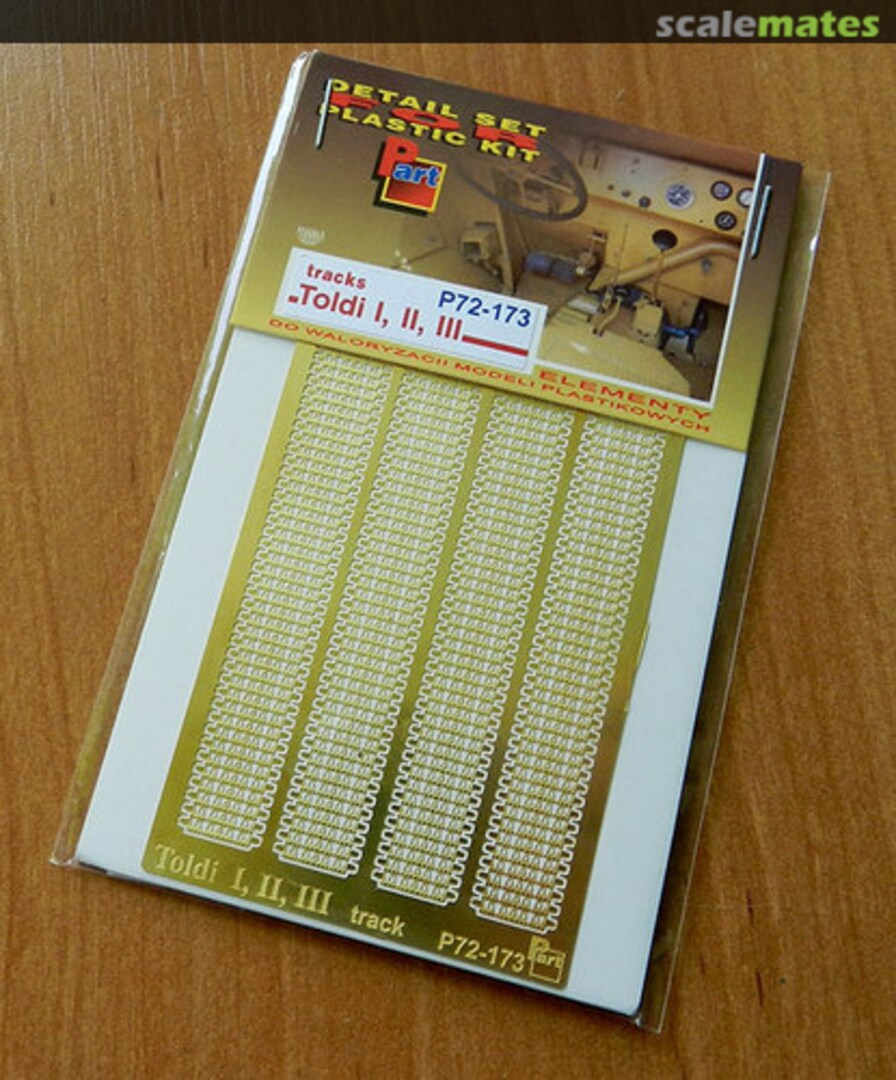 scalemates
DETAIL SET
FOR
PLASTIC KIT
Part
tracks
Toldi I, II, III
P72-173
ELEMENTY
DO WALORYZACJI MODELI PLASTIKOWYCH
Toldi I, II, III track P72-173 Part